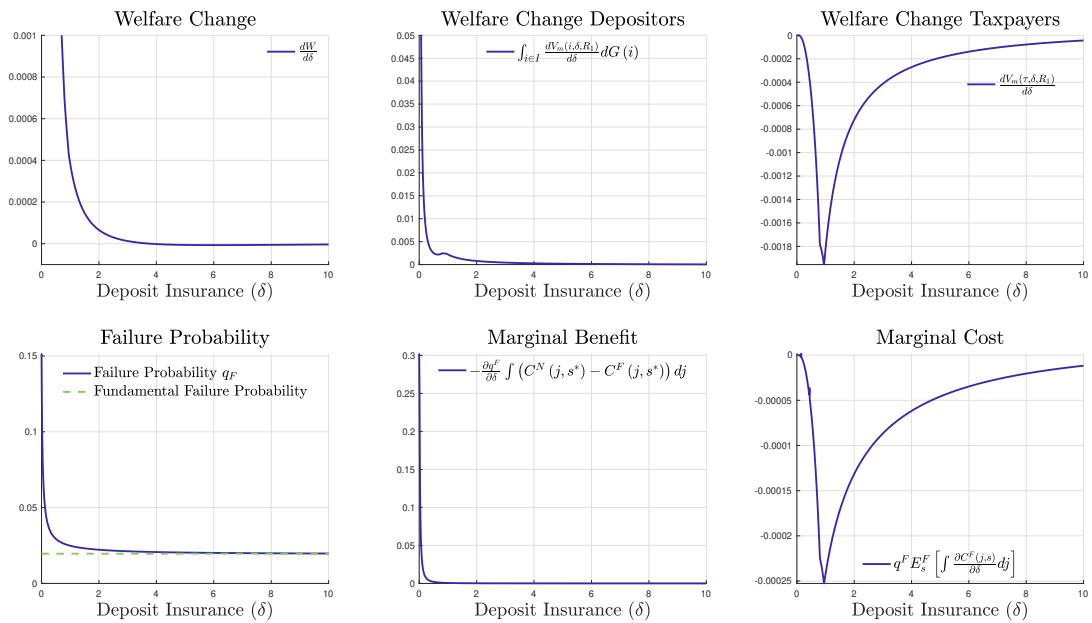 Welfare Change
0.001
0.0008
0.0006
0.0004
0.0002
0
0 2 4 6 8 10
dW/dδ
Deposit Insurance (δ)
Welfare Change Depositors
0.05
0.045
0.04
0.035
0.03
0.025
0.02
0.015
0.01
0.005
0
0 2 4 6 8 10
∫_{i∈I} dV_m(i,δ,R_1)/dδ dG (i)
Deposit Insurance (δ)
Welfare Change Taxpayers
0
-0.0002
-0.0004
-0.0006
-0.0008
-0.001
-0.0012
-0.0014
-0.0016
-0.0018
0 2 4 6 8 10
dV_m(τ,δ,R_1)/dδ
Deposit Insurance (δ)
Failure Probability
0.15
0.1
0.05
0
0 2 4 6 8 10
Failure Probability q_F
Fundamental Failure Probability
Deposit Insurance (δ)
Marginal Benefit
0.3
0.25
0.2
0.15
0.1
0.05
0
0 2 4 6 8 10
−∂q^F/∂δ ∫ (C^N (j, s*) − C^F (j, s*)) dj
Deposit Insurance (δ)
Marginal Cost
0
-0.00005
-0.0001
-0.00015
-0.0002
-0.00025
0 2 4 6 8 10
q^F E_s^F [∫ ∂C^F(j,s)/∂δ dj]
Deposit Insurance (δ)